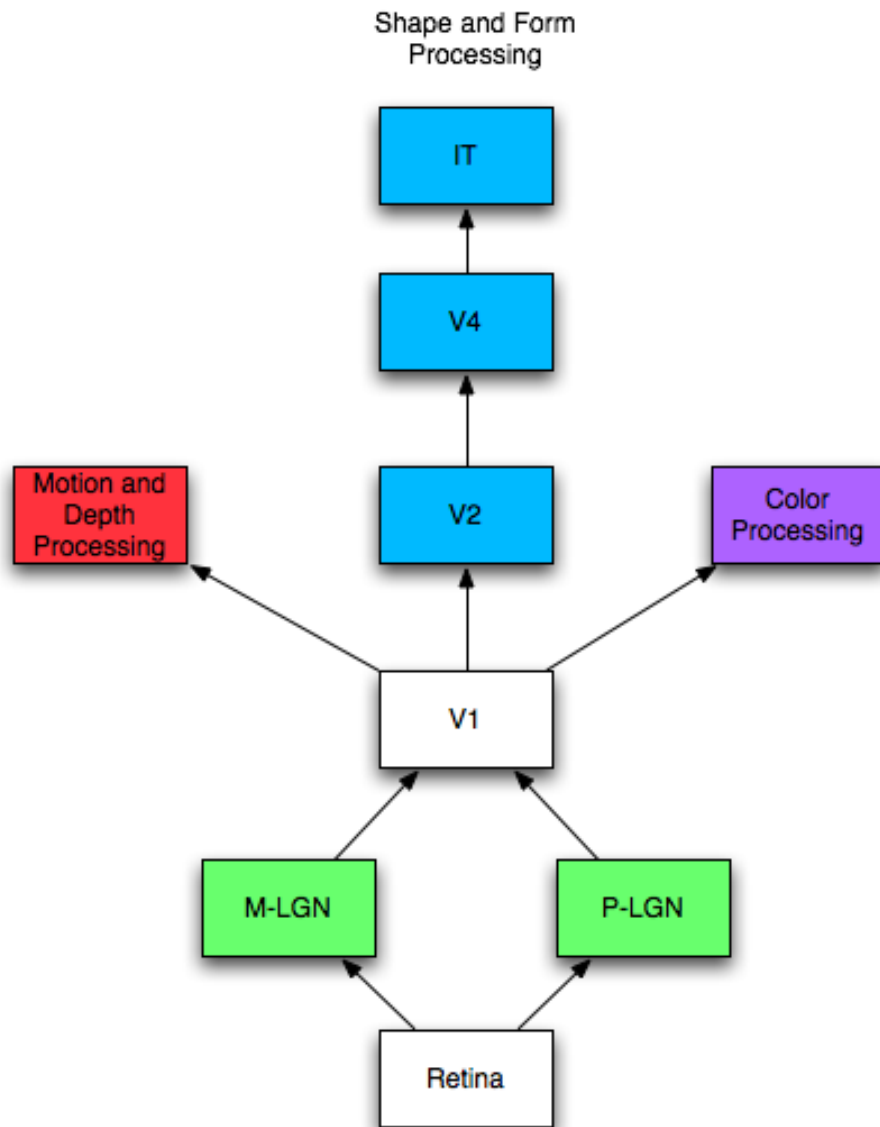 Shape and Form
Processing
IT
V4
Motion and
Depth
Processing
V2
Color
Processing
V1
M-LGN
P-LGN
Retina